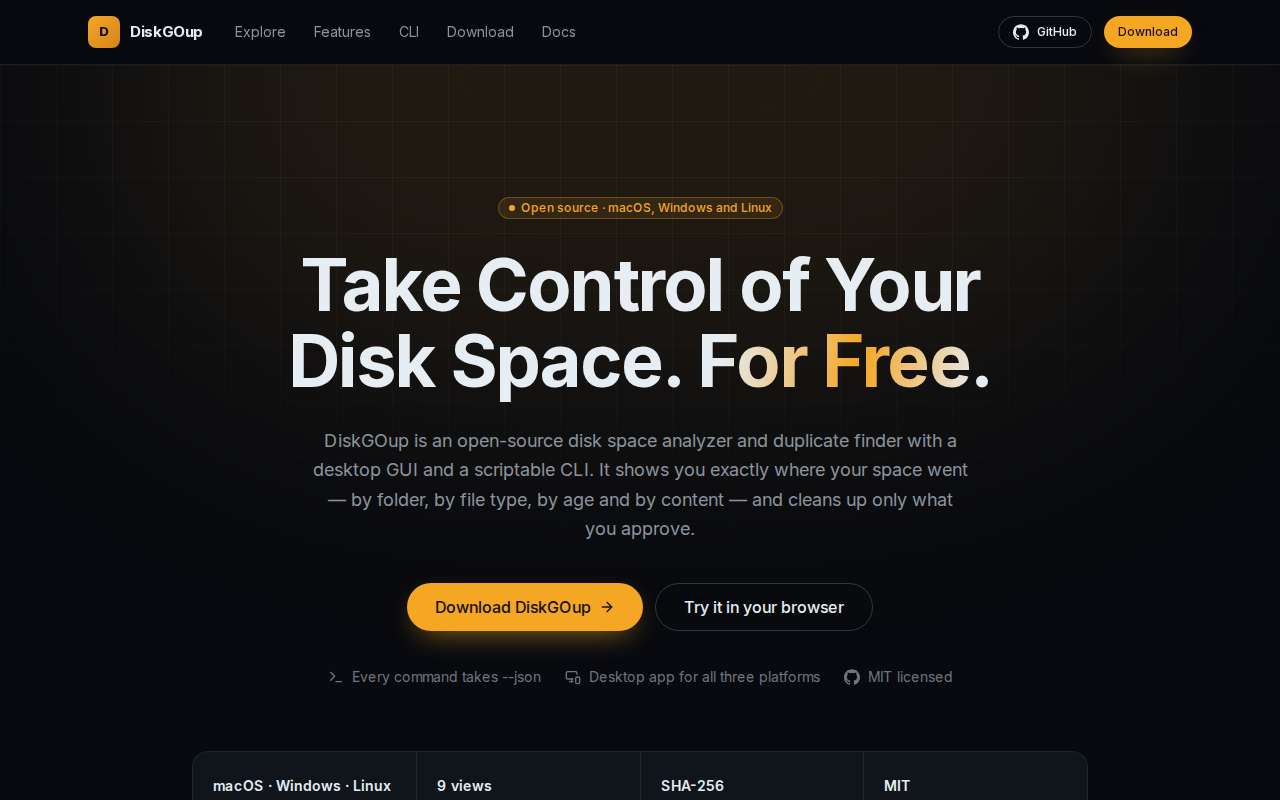 D DiskGOup Explore Features CLI Download Docs GitHub Download
Open source · macOS, Windows and Linux
Take Control of Your
Disk Space. For Free.
DiskGOup is an open-source disk space analyzer and duplicate finder with a
desktop GUI and a scriptable CLI. It shows you exactly where your space went
— by folder, by file type, by age and by content — and cleans up only what
you approve.
Download DiskGOup → Try it in your browser
Every command takes --json Desktop app for all three platforms MIT licensed
macOS · Windows · Linux 9 views SHA-256 MIT